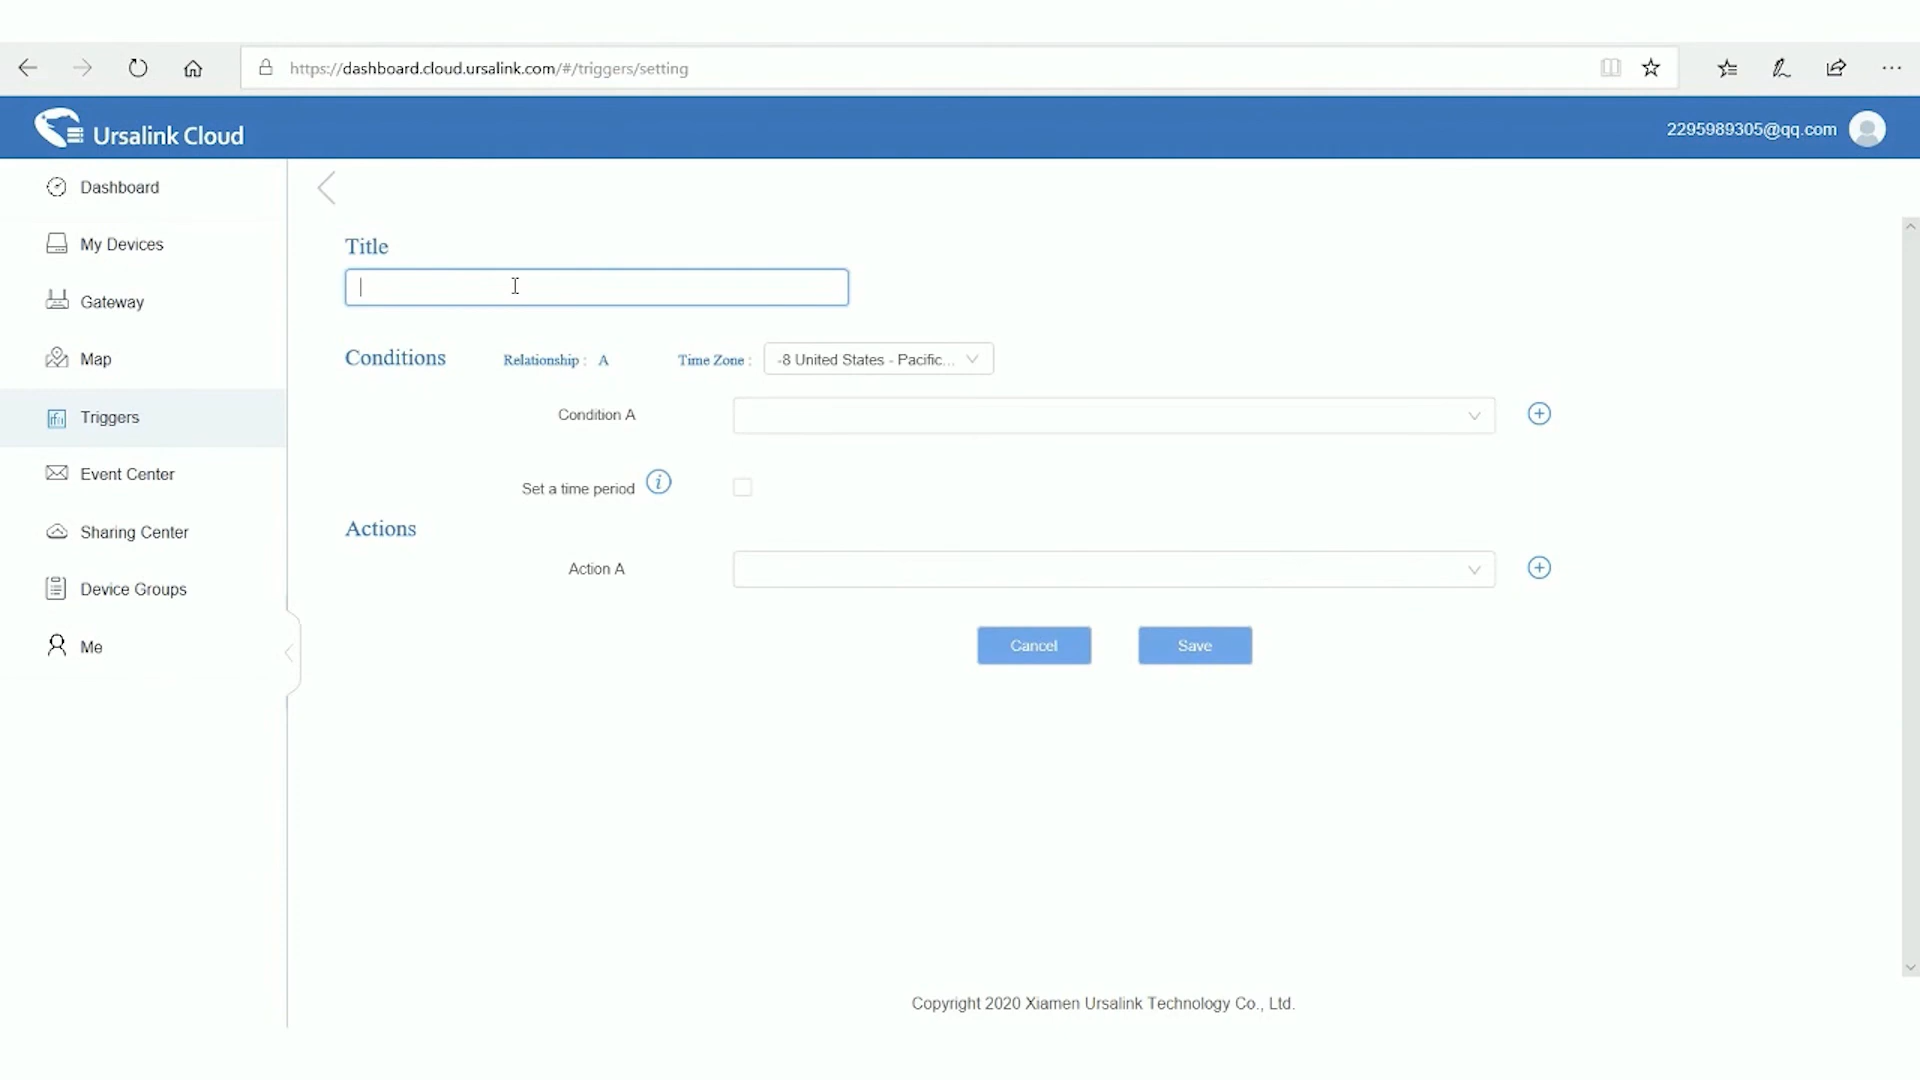 https://dashboard.cloud.ursalink.com/#/triggers/setting
Ursalink Cloud
2295989305@qq.com
Dashboard
My Devices
Gateway
Map
Triggers
Event Center
Sharing Center
Device Groups
Me
Title
Conditions Relationship : A Time Zone : -8 United States - Pacific...
Condition A
Set a time period
Actions
Action A
Cancel Save
Copyright 2020 Xiamen Ursalink Technology Co., Ltd.